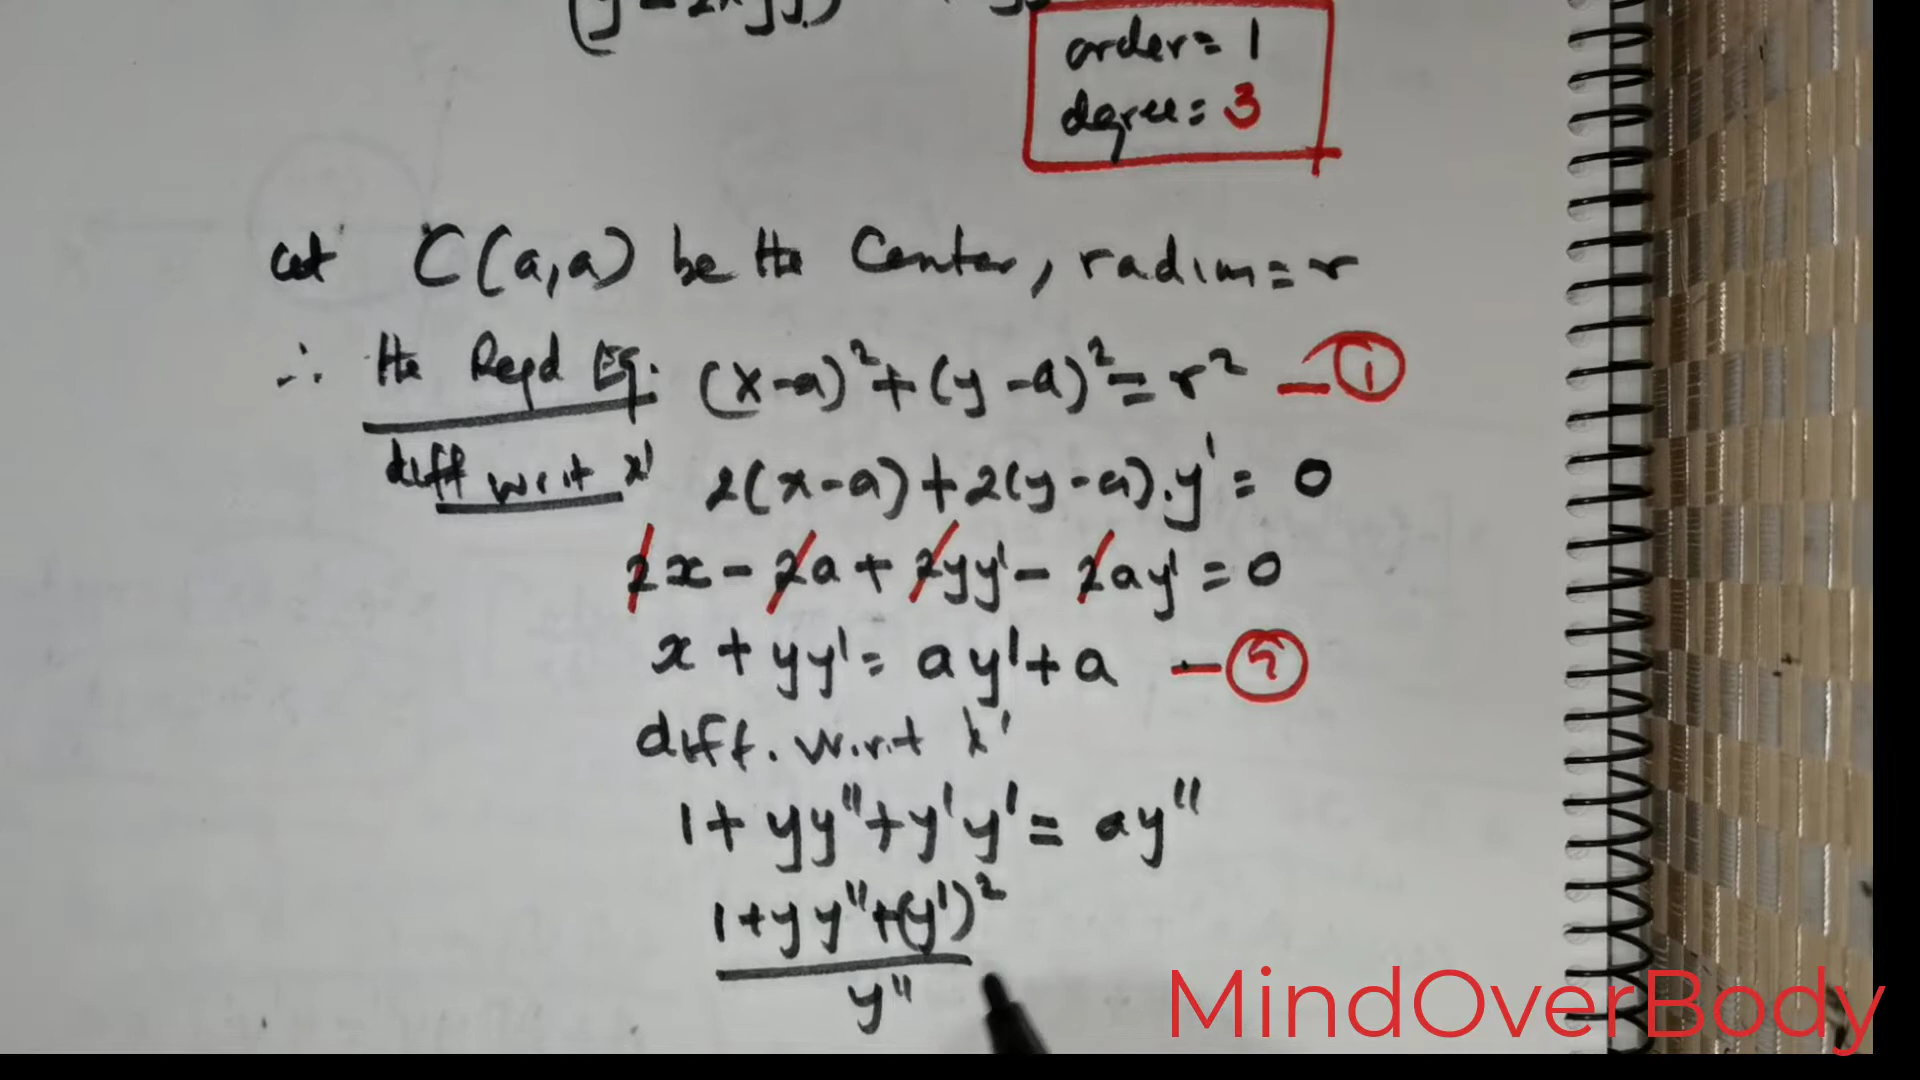 order = 1
degree = 3
Let C(a,a) be the Center, radius = r
∴ the Reqd Eq: (x-a)²+(y-a)² = r² — ①
diff w.r.t 'x' 2(x-a)+2(y-a).y' = 0
2x - 2a + 2yy' - 2ay' = 0
x + yy' = ay' + a —
diff. w.r.t x'
1 + yy" + y'y' = ay"
1+yy"+(y')²
y"
MindOverBody